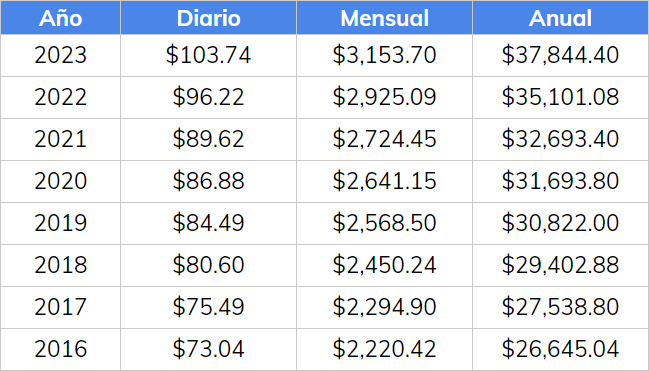 Año Diario Mensual Anual
2023 $103.74 $3,153.70 $37,844.40
2022 $96.22 $2,925.09 $35,101.08
2021 $89.62 $2,724.45 $32,693.40
2020 $86.88 $2,641.15 $31,693.80
2019 $84.49 $2,568.50 $30,822.00
2018 $80.60 $2,450.24 $29,402.88
2017 $75.49 $2,294.90 $27,538.80
2016 $73.04 $2,220.42 $26,645.04